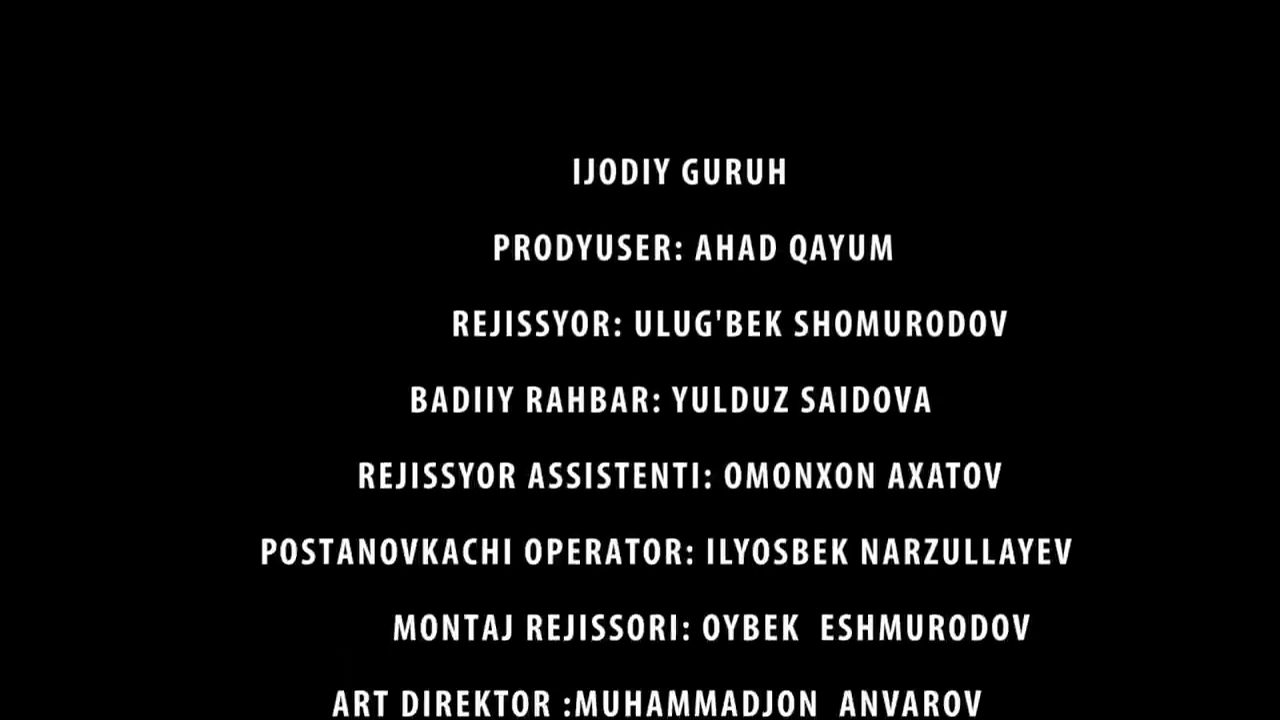 IJODIY GURUH
PRODYUSER: AHAD QAYUM
REJISSYOR: ULUG'BEK SHOMURODOV
BADIIY RAHBAR: YULDUZ SAIDOVA
REJISSYOR ASSISTENTI: OMONXON AXATOV
POSTANOVKACHI OPERATOR: ILYOSBEK NARZULLAYEV
MONTAJ REJISSORI: OYBEK  ESHMURODOV
ART DIREKTOR :MUHAMMADJON  ANVAROV